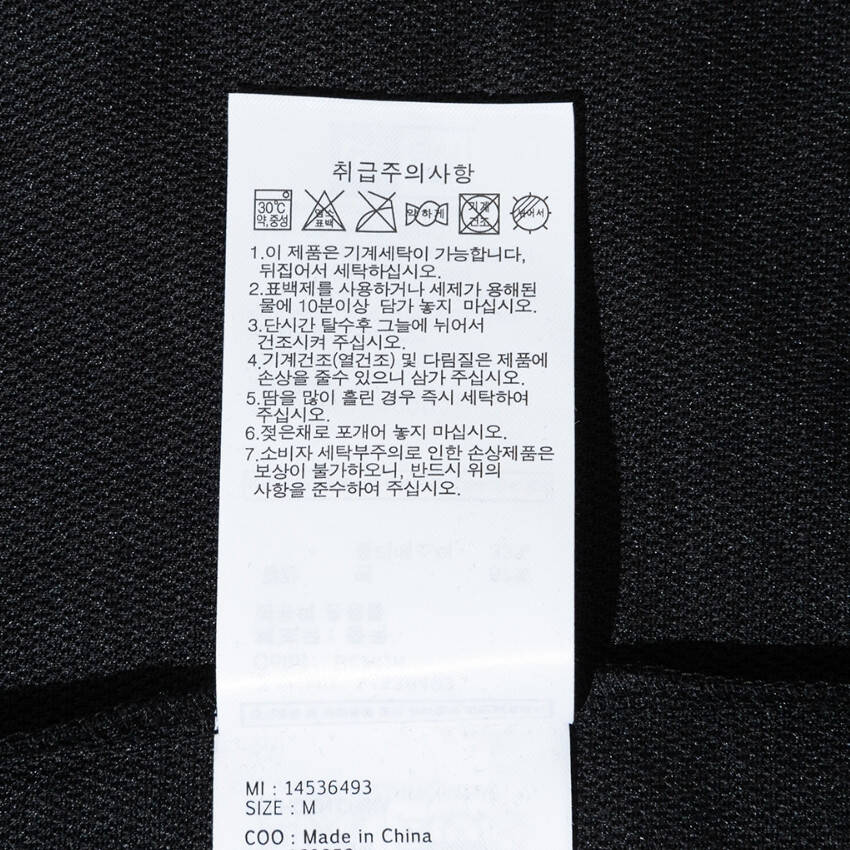 취급주의사항
30℃ 약,중성
염소 표백
약하게
기계 건조
뉘어서
1.이 제품은 기계세탁이 가능합니다,
뒤집어서 세탁하십시오.
2.표백제를 사용하거나 세제가 용해된
물에 10분이상 담가 놓지 마십시오.
3.단시간 탈수후 그늘에 뉘어서
건조시켜 주십시오.
4.기계건조(열건조) 및 다림질은 제품에
손상을 줄수 있으니 삼가 주십시오.
5.땀을 많이 흘린 경우 즉시 세탁하여
주십시오.
6.젖은채로 포개어 놓지 마십시오.
7.소비자 세탁부주의로 인한 손상제품은
보상이 불가하오니, 반드시 위의
사항을 준수하여 주십시오.
MI : 14536493
SIZE : M
COO : Made in China